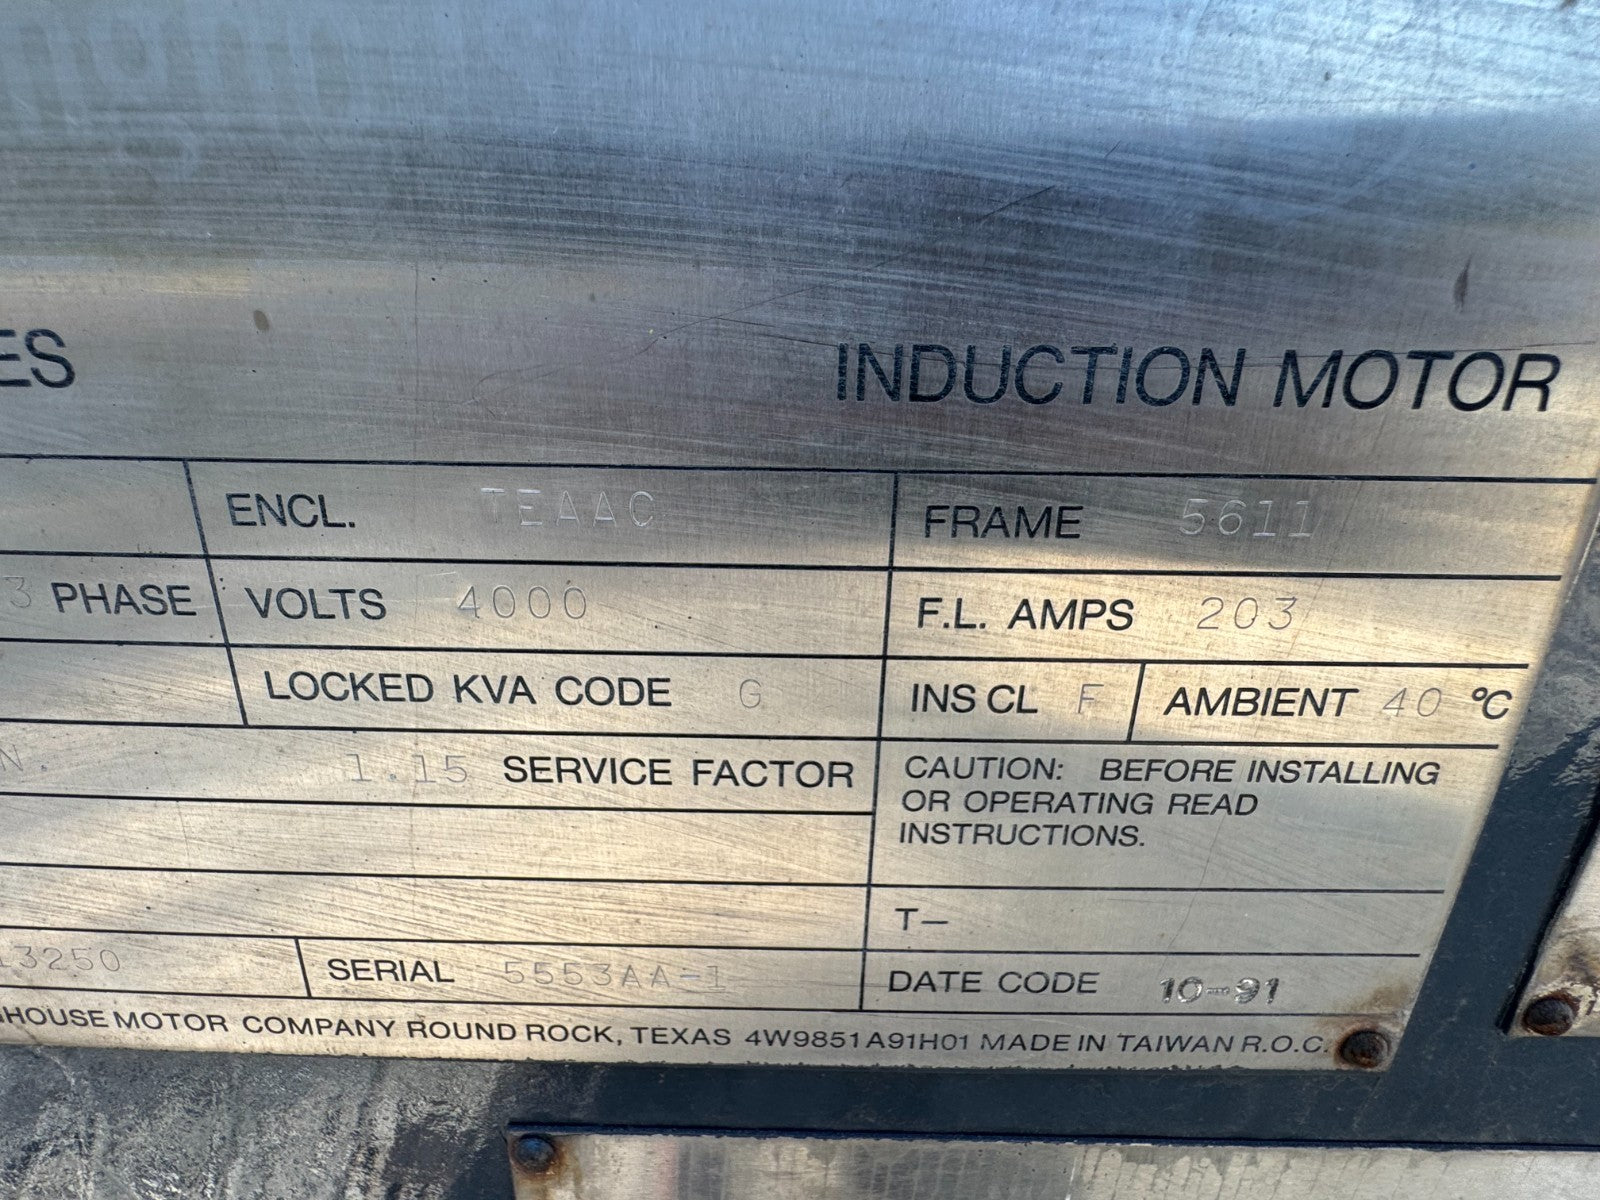 ES INDUCTION MOTOR
ENCL. TEAAC FRAME 5611
3 PHASE VOLTS 4000 F.L. AMPS 203
LOCKED KVA CODE G INS CL F AMBIENT 40 °C
N. 1.15 SERVICE FACTOR
CAUTION: BEFORE INSTALLING
OR OPERATING READ
INSTRUCTIONS.
T-
13250 SERIAL 5553AA-1 DATE CODE 10-91
HOUSE MOTOR COMPANY ROUND ROCK, TEXAS 4W9851A91H01 MADE IN TAIWAN R.O.C.